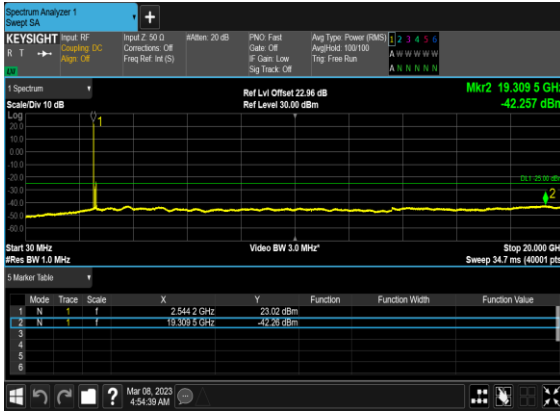 Spectrum Analyzer 1
Swept SA
KEYSIGHT Input: RF Input Z: 50 Ω #Atten: 20 dB PNO: Fast Avg Type: Power (RMS) 1 2 3 4 5 6
R T Coupling: DC Corrections: Off Gate: Off Avg|Hold: 100/100 A W W W W W
Align: Off Freq Ref: Int (S) IF Gain: Low Trig: Free Run
Sig Track: Off A N N N N N
1 Spectrum Ref Lvl Offset 22.96 dB Mkr2 19.309 5 GHz
Scale/Div 10 dB Ref Level 30.00 dBm -42.257 dBm
Log
20.0
10.0
0.00
-10.0
-20.0
-30.0
-40.0
-50.0
-60.0
1
2
Start 30 MHz Video BW 3.0 MHz* Stop 20.000 GH
#Res BW 1.0 MHz Sweep 34.7 ms (40001 pts
5 Marker Table
Mode Trace Scale X Y Function Function Width Function Value
1 N 1 f 2.544 2 GHz 23.02 dBm
2 N 1 f 19.309 5 GHz -42.26 dBm
3
4
5
6
? Mar 08, 2023
4:54:39 AM